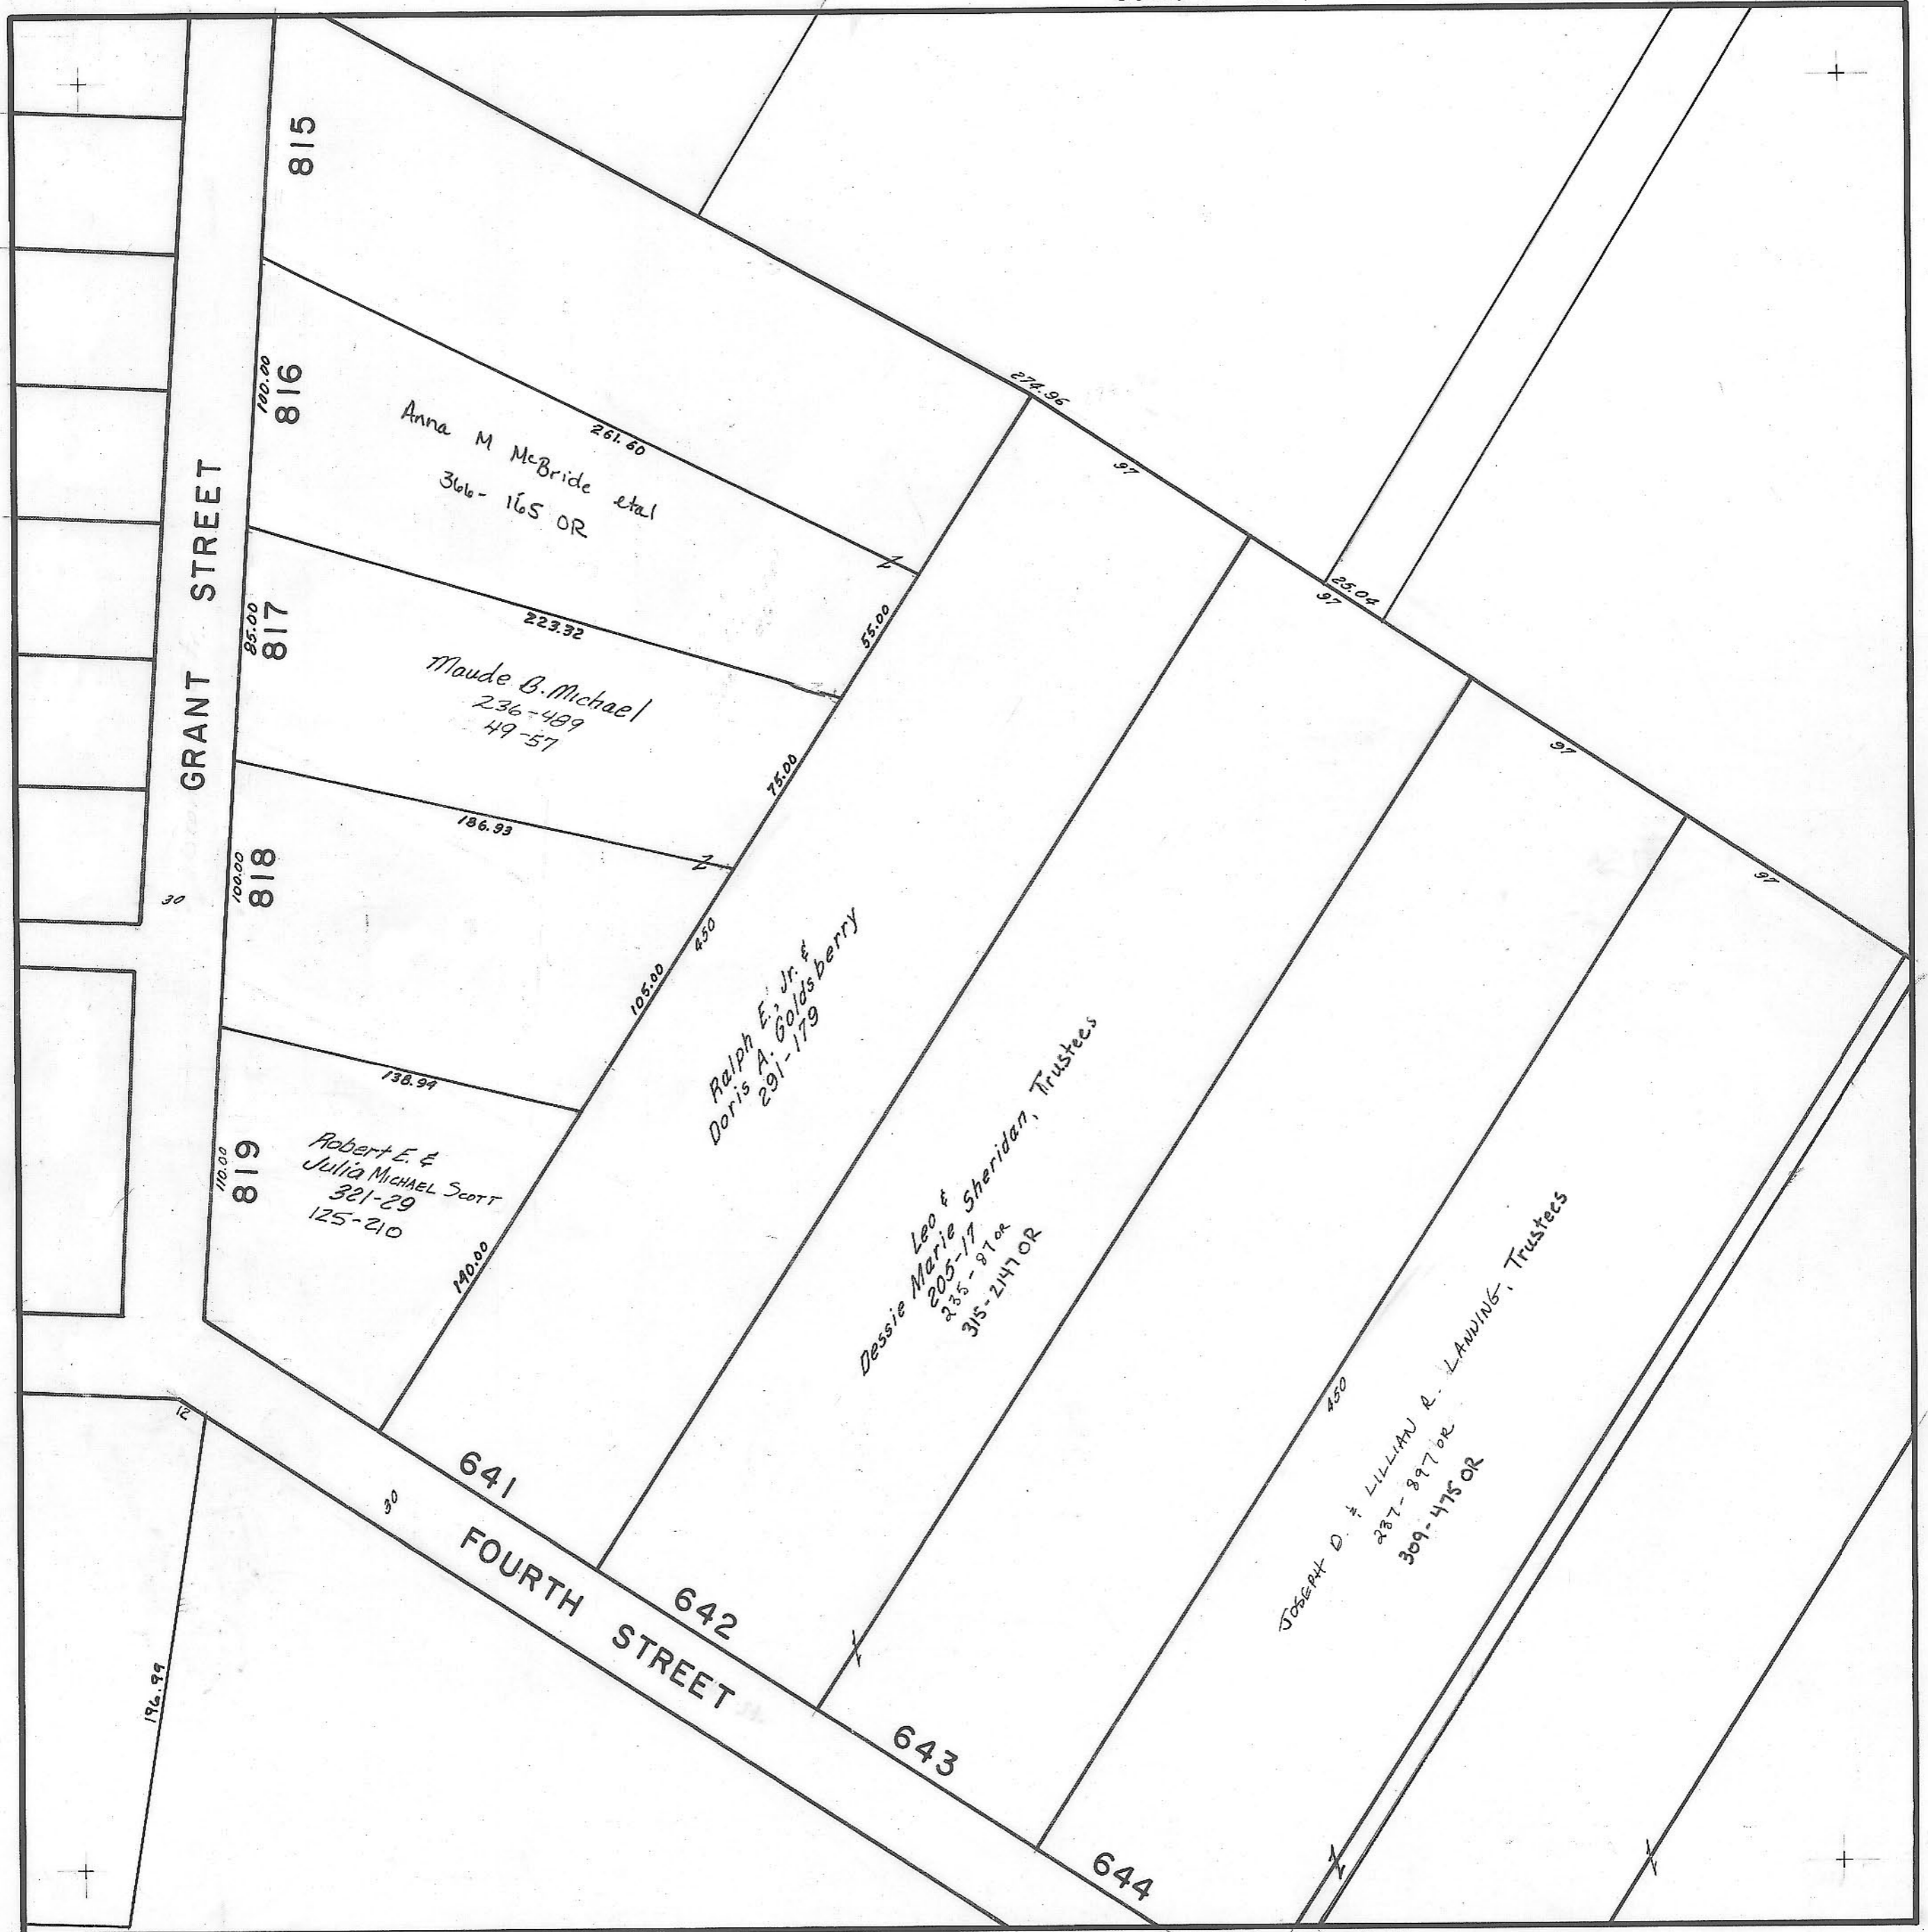 815
100.00
816
261.60
Anna M McBride etal
366-165 OR
274.96
97
25.04
97
97
97
GRANT STREET
85.00
817
223.32
55.00
Maude B. Michael
236-489
49-57
75.00
186.93
100.00
818
30
450
105.00
Ralph E., Jr. &
Doris A. Goldsberry
291-179
138.94
110.00
819
Robert E. &
Julia MICHAEL SCOTT
321-29
125-210
190.00
Leo &
Dessie Marie Sheridan, Trustees
205-17
235-87 OR
315-2147 OR
450
JOSEPH D. & LILLIAN R. LANNING, Trustees
237-897 OR
309-475 OR
12
30
641
FOURTH STREET
642
643
644
196.99